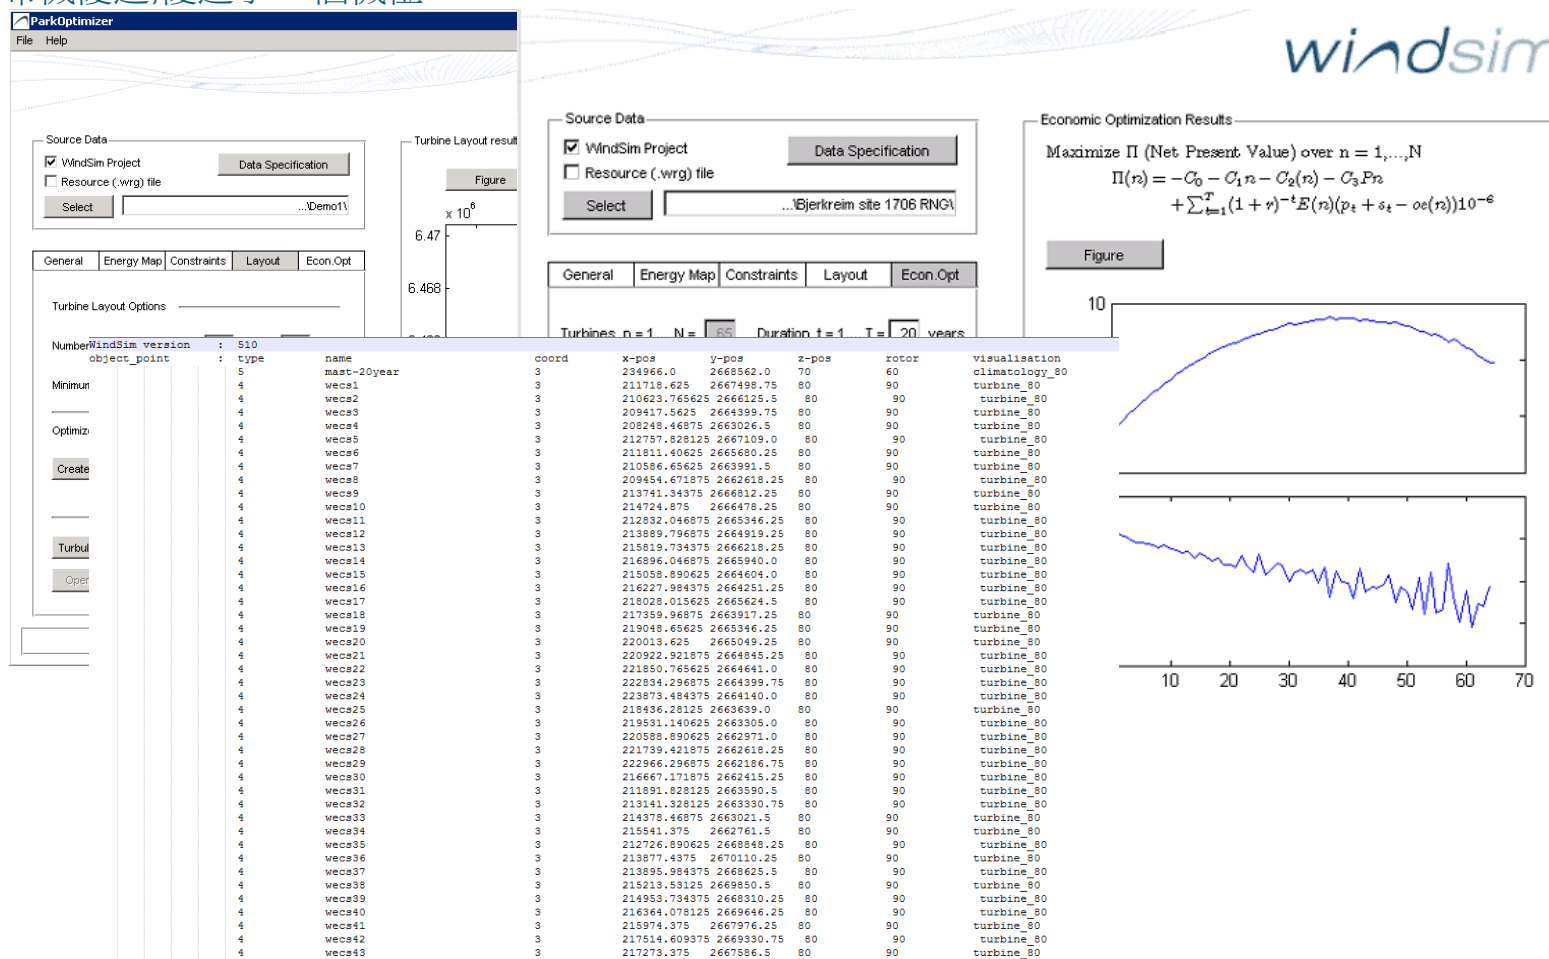 ParkOptimizer
File Help
Source Data
WindSim Project
Data Specification
Resource (.wrg) file
Select
...\Demo1\
General Energy Map Constraints Layout Econ.Opt
Turbine Layout Options
Number
Minimum
Optimize
Create
Turbul
Open
Turbine Layout result
Figure
x 10^6
6.47
6.468
windsim
Source Data
WindSim Project
Data Specification
Resource (.wrg) file
Select
...\Bjerkreim site 1706 RNG\
General Energy Map Constraints Layout Econ.Opt
Turbines n = 1....N = 65 Duration t = 1.....T = 20 years
Economic Optimization Results
Maximize Π (Net Present Value) over n = 1,...,N
Π(n) = −C_0 − C_1n − C_2(n) − C_3Pn
+ ∑_{t=1}^{T}(1 + r)^{−t}E(n)(p_t + s_t − oc(n))10^{−6}
Figure
10
10 20 30 40 50 60 70
WindSim version : 510
object_point : type name coord x-pos y-pos z-pos rotor visualisation
5 mast-20year 3 234966.0 2668562.0 70 60 climatology_80
4 wecs1 3 211718.625 2667498.75 80 90 turbine_80
4 wecs2 3 210623.765625 2666125.5 80 90 turbine_80
4 wecs3 3 209417.5625 2664399.75 80 90 turbine_80
4 wecs4 3 208248.46875 2663026.5 80 90 turbine_80
4 wecs5 3 212757.828125 2667109.0 80 90 turbine_80
4 wecs6 3 211811.40625 2665680.25 80 90 turbine_80
4 wecs7 3 210586.65625 2663991.5 80 90 turbine_80
4 wecs8 3 209454.671875 2662618.25 80 90 turbine_80
4 wecs9 3 213741.34375 2666812.25 80 90 turbine_80
4 wecs10 3 214724.875 2666478.25 80 90 turbine_80
4 wecs11 3 212832.046875 2665346.25 80 90 turbine_80
4 wecs12 3 213889.796875 2664919.25 80 90 turbine_80
4 wecs13 3 215819.734375 2666218.25 80 90 turbine_80
4 wecs14 3 216896.046875 2665940.0 80 90 turbine_80
4 wecs15 3 215058.890625 2664604.0 80 90 turbine_80
4 wecs16 3 216227.984375 2664251.25 80 90 turbine_80
4 wecs17 3 218028.015625 2665624.5 80 90 turbine_80
4 wecs18 3 217359.96875 2663917.25 80 90 turbine_80
4 wecs19 3 219048.65625 2665346.25 80 90 turbine_80
4 wecs20 3 220013.625 2665049.25 80 90 turbine_80
4 wecs21 3 220922.921875 2664845.25 80 90 turbine_80
4 wecs22 3 221850.765625 2664641.0 80 90 turbine_80
4 wecs23 3 222834.296875 2664399.75 80 90 turbine_80
4 wecs24 3 223873.484375 2664140.0 80 90 turbine_80
4 wecs25 3 218436.28125 2663639.0 80 90 turbine_80
4 wecs26 3 219531.140625 2663305.0 80 90 turbine_80
4 wecs27 3 220588.890625 2662971.0 80 90 turbine_80
4 wecs28 3 221739.421875 2662618.25 80 90 turbine_80
4 wecs29 3 222966.296875 2662186.75 80 90 turbine_80
4 wecs30 3 216667.171875 2662415.25 80 90 turbine_80
4 wecs31 3 211891.828125 2663590.5 80 90 turbine_80
4 wecs32 3 213141.328125 2663330.75 80 90 turbine_80
4 wecs33 3 214378.46875 2663021.5 80 90 turbine_80
4 wecs34 3 215541.375 2662761.5 80 90 turbine_80
4 wecs35 3 212726.890625 2668848.25 80 90 turbine_80
4 wecs36 3 213877.4375 2670110.25 80 90 turbine_80
4 wecs37 3 213895.984375 2668625.5 80 90 turbine_80
4 wecs38 3 215213.53125 2669850.5 80 90 turbine_80
4 wecs39 3 214953.734375 2668310.25 80 90 turbine_80
4 wecs40 3 216364.078125 2669646.25 80 90 turbine_80
4 wecs41 3 215974.375 2667976.25 80 90 turbine_80
4 wecs42 3 217514.609375 2669330.75 80 90 turbine_80
4 wecs43 3 217273.375 2667586.5 80 90 turbine_80